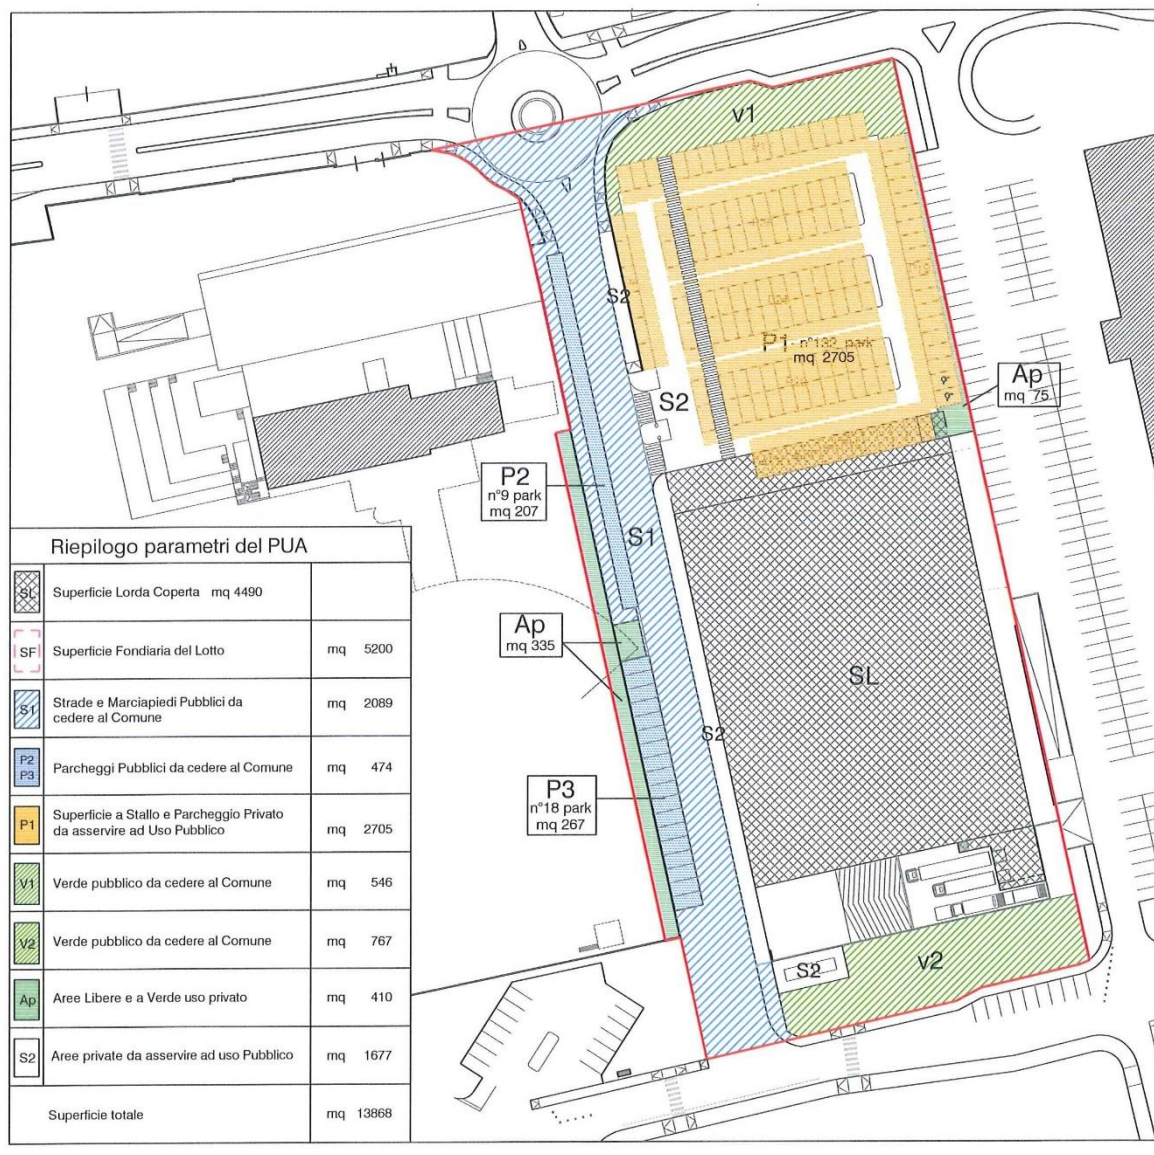 v1
S2
P1 n°132 park
mq 2705
S2
Ap
mq 75
P2
n°9 park
mq 207
S1
Ap
mq 335
SL
S2
P3
n°18 park
mq 267
S2
v2
Riepilogo parametri del PUA
SL Superficie Lorda Coperta mq 4490
SF Superficie Fondiaria del Lotto mq 5200
S1 Strade e Marciapiedi Pubblici da
cedere al Comune mq 2089
P2
P3 Parcheggi Pubblici da cedere al Comune mq 474
P1 Superficie a Stallo e Parcheggio Privato
da asservire ad Uso Pubblico mq 2705
V1 Verde pubblico da cedere al Comune mq 546
V2 Verde pubblico da cedere al Comune mq 767
Ap Aree Libere e a Verde uso privato mq 410
S2 Aree private da asservire ad uso Pubblico mq 1677
Superficie totale mq 13868